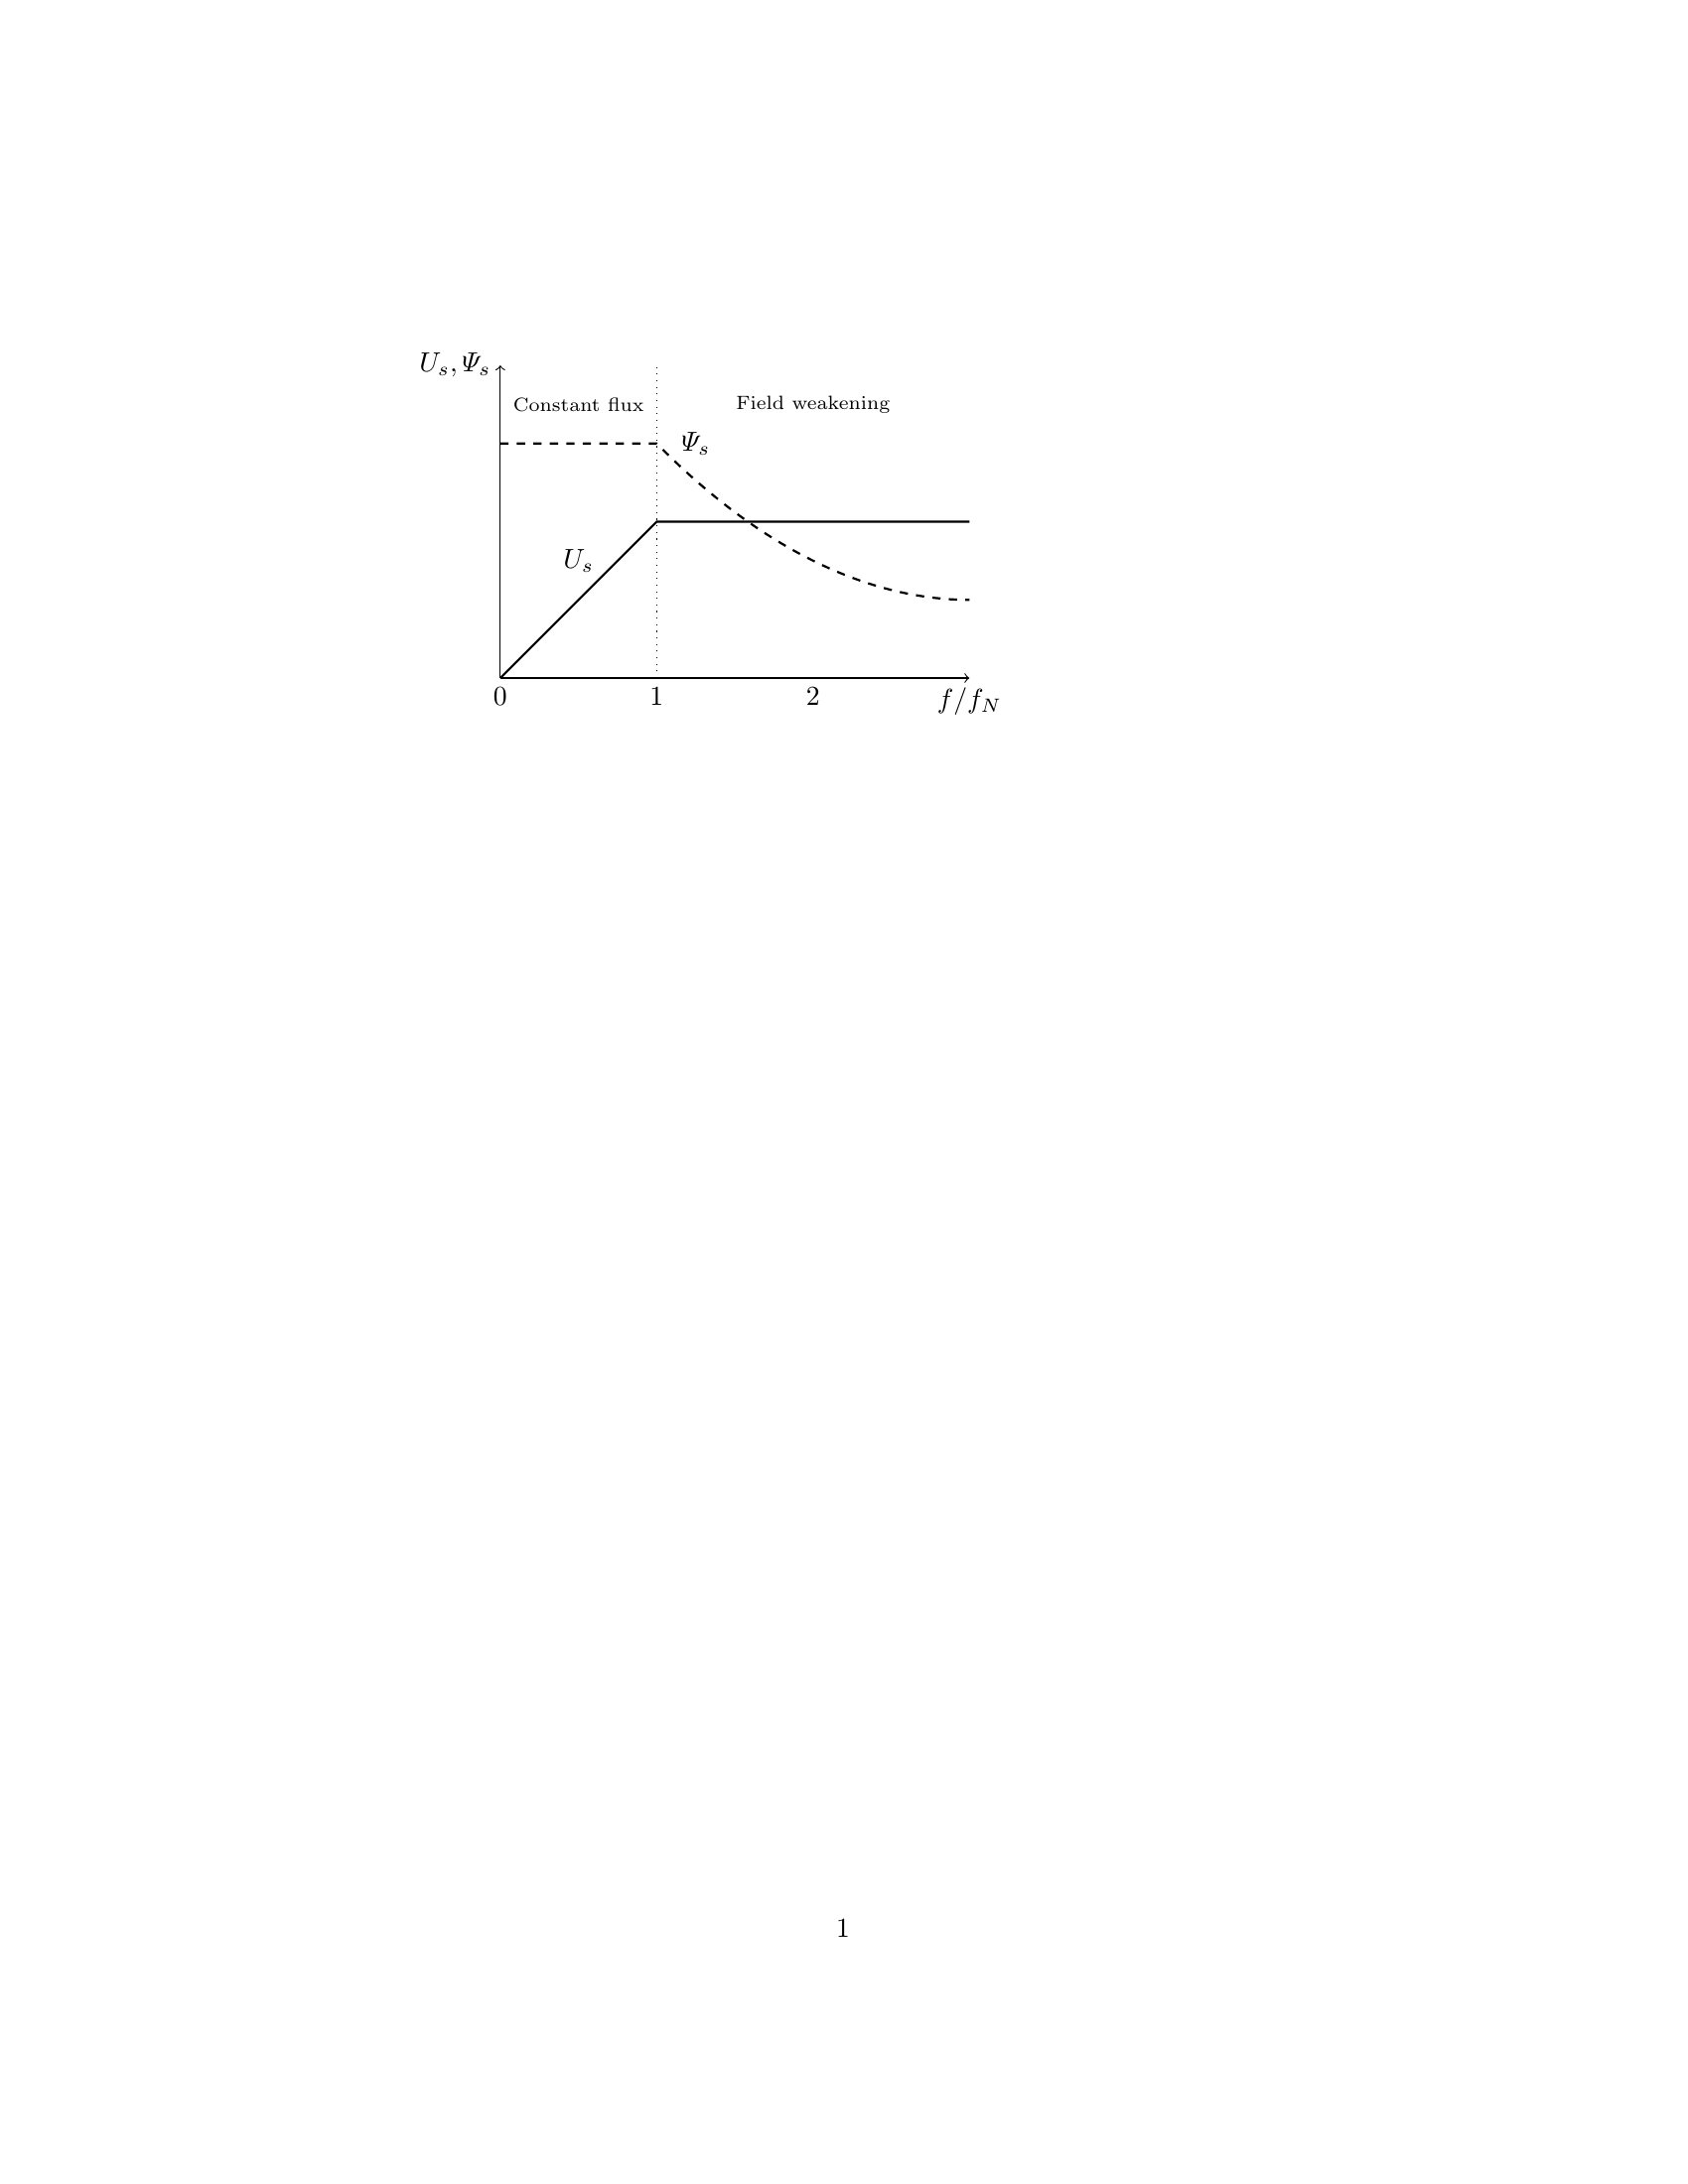 U_s, Ψ_s
Constant flux
Field weakening
Ψ_s
U_s
0
1
2
f/f_N
1